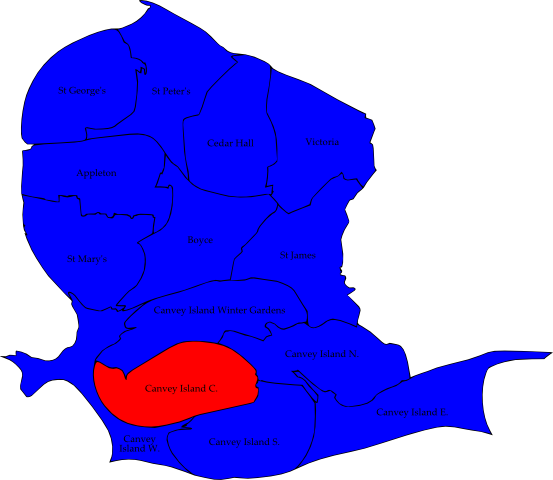 St George's
St Peter's
Cedar Hall
Victoria
Appleton
Boyce
St Mary's
St James
Canvey Island Winter Gardens
Canvey Island N.
Canvey Island C.
Canvey Island E.
Canvey
Island W.
Canvey Island S.